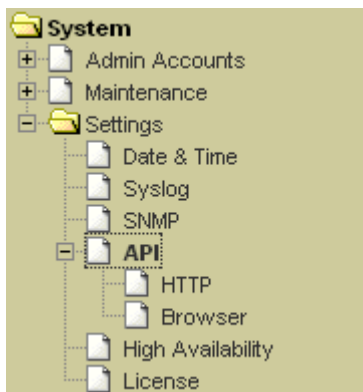 System
Admin Accounts
Maintenance
Settings
Date & Time
Syslog
SNMP
API
HTTP
Browser
High Availability
License